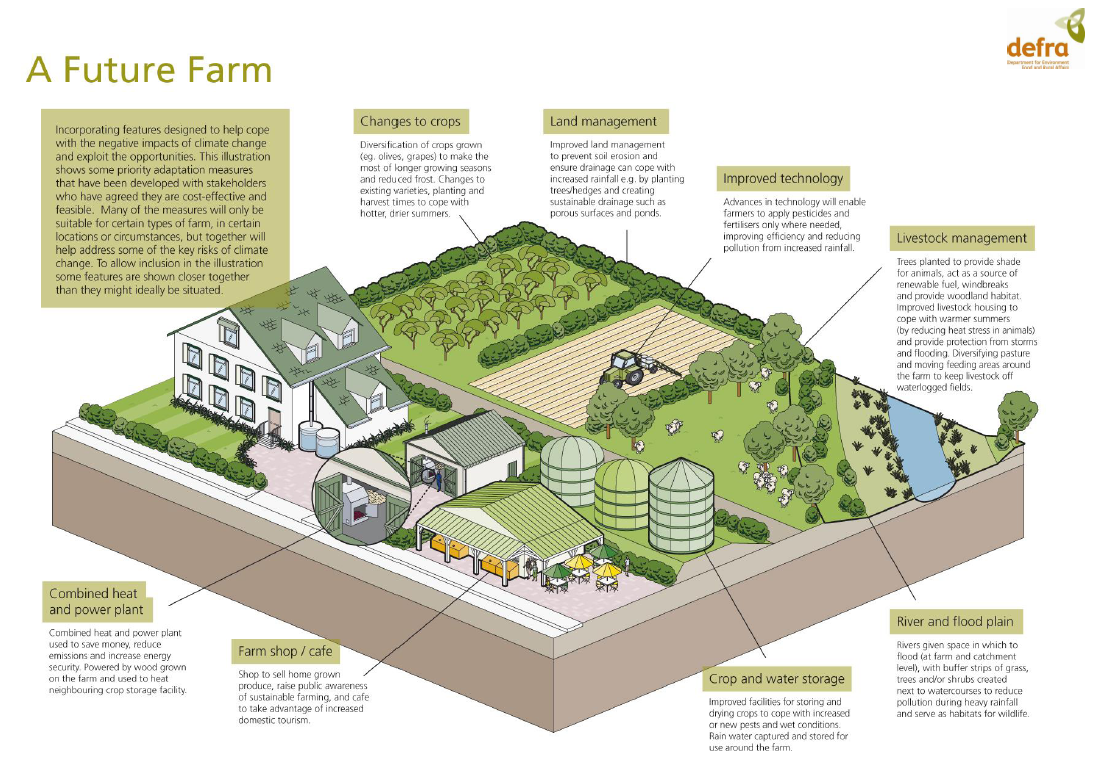 defra
Department for Environment
Food and Rural Affairs
A Future Farm
Incorporating features designed to help cope
with the negative impacts of climate change
and exploit the opportunities. This illustration
shows some priority adaptation measures
that have been developed with stakeholders
who have agreed they are cost-effective and
feasible. Many of the measures will only be
suitable for certain types of farm, in certain
locations or circumstances, but together will
help address some of the key risks of climate
change. To allow inclusion in the illustration
some features are shown closer together
than they might ideally be situated.
Changes to crops
Diversification of crops grown
(eg. olives, grapes) to make the
most of longer growing seasons
and reduced frost. Changes to
existing varieties, planting and
harvest times to cope with
hotter, drier summers.
Land management
Improved land management
to prevent soil erosion and
ensure drainage can cope with
increased rainfall e.g. by planting
trees/hedges and creating
sustainable drainage such as
porous surfaces and ponds.
Improved technology
Advances in technology will enable
farmers to apply pesticides and
fertilisers only where needed,
improving efficiency and reducing
pollution from increased rainfall.
Livestock management
Trees planted to provide shade
for animals, act as a source of
renewable fuel, windbreaks
and provide woodland habitat.
Improved livestock housing to
cope with warmer summers
(by reducing heat stress in animals)
and provide protection from storms
and flooding. Diversifying pasture
and moving feeding areas around
the farm to keep livestock off
waterlogged fields.
Combined heat
and power plant
Combined heat and power plant
used to save money, reduce
emissions and increase energy
security. Powered by wood grown
on the farm and used to heat
neighbouring crop storage facility.
Farm shop / cafe
Shop to sell home grown
produce, raise public awareness
of sustainable farming, and cafe
to take advantage of increased
domestic tourism.
Crop and water storage
Improved facilities for storing and
drying crops to cope with increased
or new pests and wet conditions.
Rain water captured and stored for
use around the farm.
River and flood plain
Rivers given space in which to
flood (at farm and catchment
level), with buffer strips of grass,
trees and/or shrubs created
next to watercourses to reduce
pollution during heavy rainfall
and serve as habitats for wildlife.